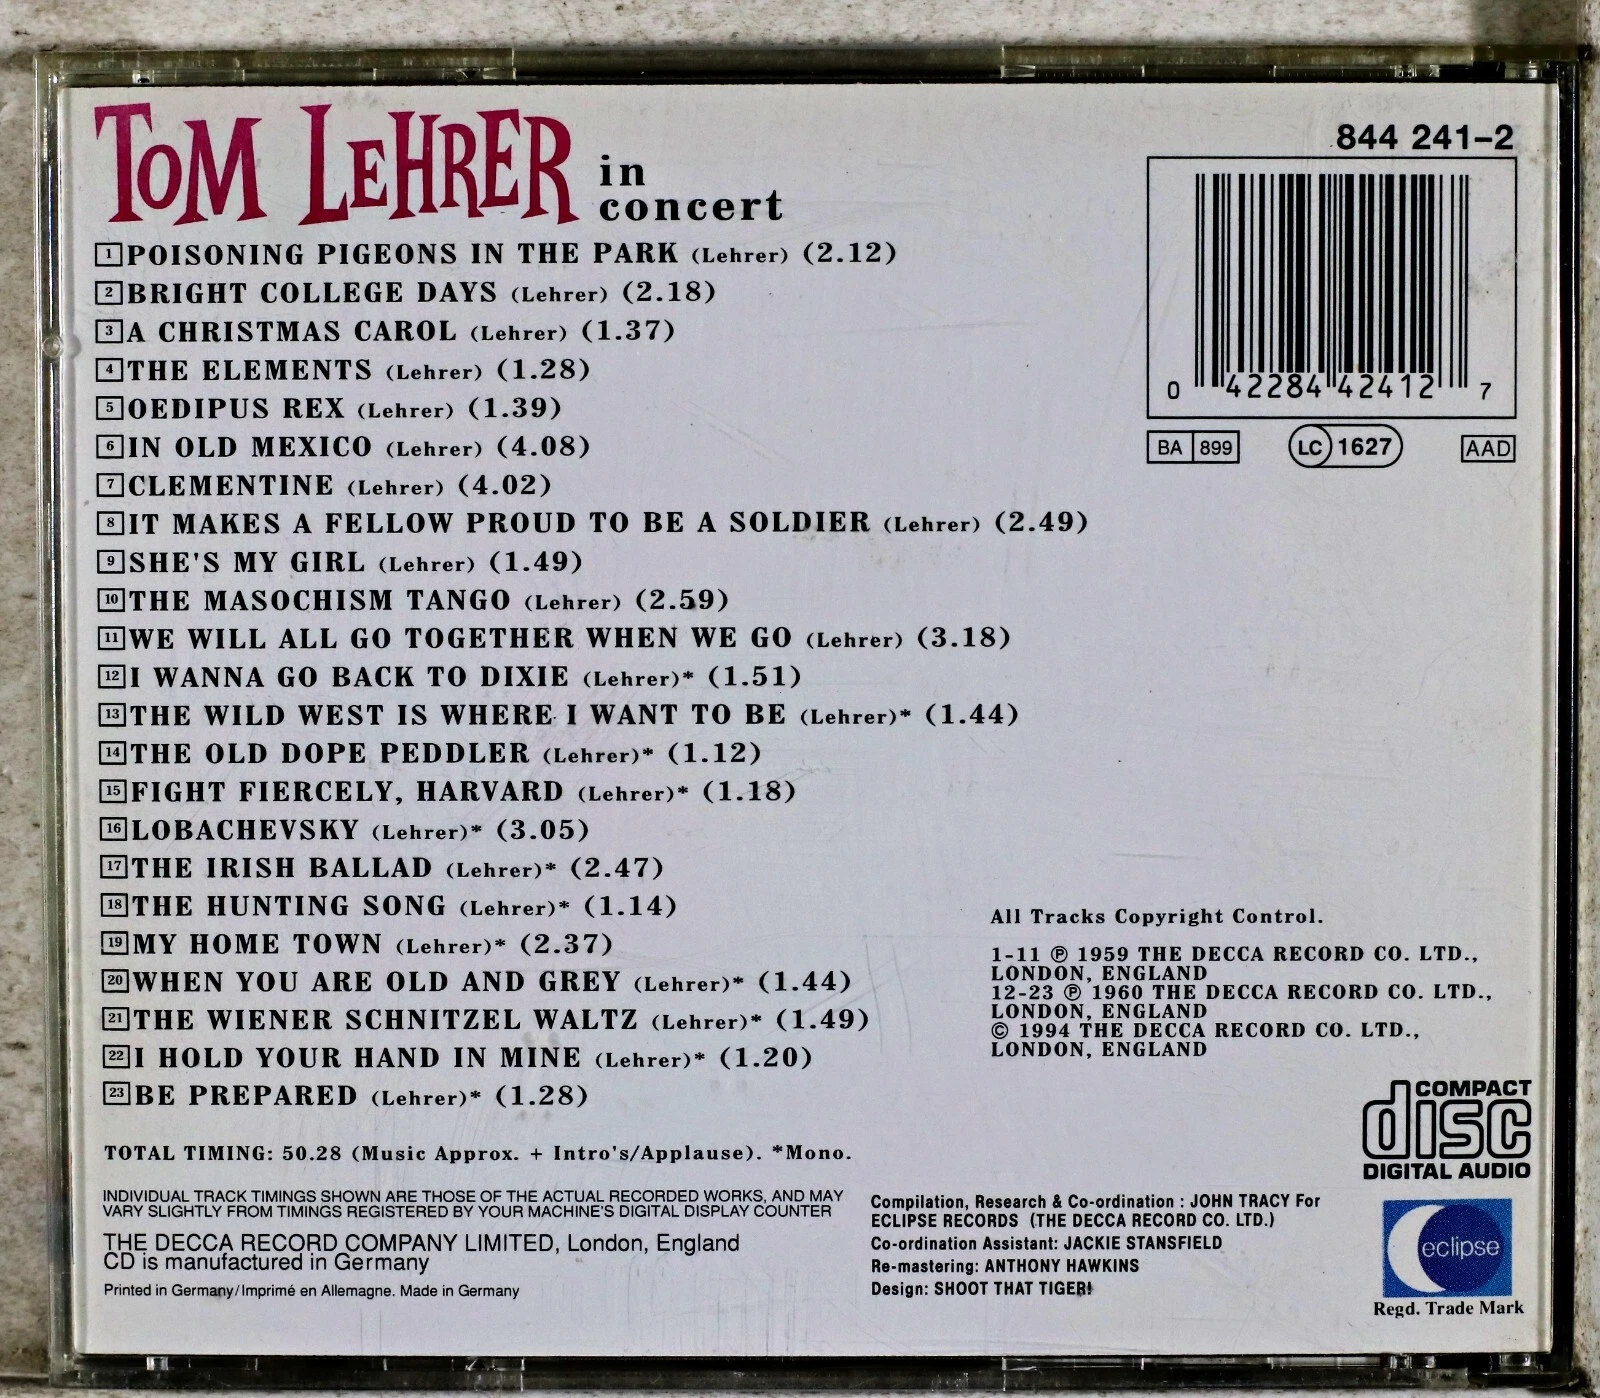 TOM LEHRER in concert
844 241-2
1 POISONING PIGEONS IN THE PARK (Lehrer) (2.12)
2 BRIGHT COLLEGE DAYS (Lehrer) (2.18)
3 A CHRISTMAS CAROL (Lehrer) (1.37)
4 THE ELEMENTS (Lehrer) (1.28)
5 OEDIPUS REX (Lehrer) (1.39)
6 IN OLD MEXICO (Lehrer) (4.08)
7 CLEMENTINE (Lehrer) (4.02)
8 IT MAKES A FELLOW PROUD TO BE A SOLDIER (Lehrer) (2.49)
9 SHE'S MY GIRL (Lehrer) (1.49)
10 THE MASOCHISM TANGO (Lehrer) (2.59)
11 WE WILL ALL GO TOGETHER WHEN WE GO (Lehrer) (3.18)
12 I WANNA GO BACK TO DIXIE (Lehrer)* (1.51)
13 THE WILD WEST IS WHERE I WANT TO BE (Lehrer)* (1.44)
14 THE OLD DOPE PEDDLER (Lehrer)* (1.12)
15 FIGHT FIERCELY, HARVARD (Lehrer)* (1.18)
16 LOBACHEVSKY (Lehrer)* (3.05)
17 THE IRISH BALLAD (Lehrer)* (2.47)
18 THE HUNTING SONG (Lehrer)* (1.14)
19 MY HOME TOWN (Lehrer)* (2.37)
20 WHEN YOU ARE OLD AND GREY (Lehrer)* (1.44)
21 THE WIENER SCHNITZEL WALTZ (Lehrer)* (1.49)
22 I HOLD YOUR HAND IN MINE (Lehrer)* (1.20)
23 BE PREPARED (Lehrer)* (1.28)
TOTAL TIMING: 50.28 (Music Approx. + Intro's/Applause). *Mono.
INDIVIDUAL TRACK TIMINGS SHOWN ARE THOSE OF THE ACTUAL RECORDED WORKS, AND MAY
VARY SLIGHTLY FROM TIMINGS REGISTERED BY YOUR MACHINE'S DIGITAL DISPLAY COUNTER
THE DECCA RECORD COMPANY LIMITED, London, England
CD is manufactured in Germany
Printed in Germany/Imprimé en Allemagne. Made in Germany
0 42284 42412 7
BA 899 LC 1627 AAD
All Tracks Copyright Control.
1-11 ℗ 1959 THE DECCA RECORD CO. LTD.,
LONDON, ENGLAND
12-23 ℗ 1960 THE DECCA RECORD CO. LTD.,
LONDON, ENGLAND
© 1994 THE DECCA RECORD CO. LTD.,
LONDON, ENGLAND
COMPACT
disc
DIGITAL AUDIO
Compilation, Research & Co-ordination : JOHN TRACY For
ECLIPSE RECORDS (THE DECCA RECORD CO. LTD.)
Co-ordination Assistant: JACKIE STANSFIELD
Re-mastering: ANTHONY HAWKINS
Design: SHOOT THAT TIGER!
eclipse
Regd. Trade Mark